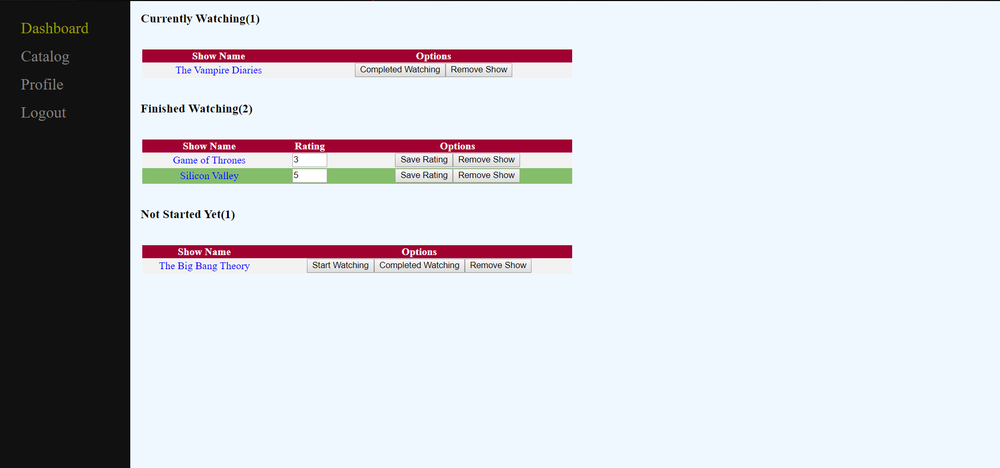 Dashboard
Catalog
Profile
Logout
Currently Watching(1)
Show Name Options
The Vampire Diaries Completed Watching Remove Show
Finished Watching(2)
Show Name Rating Options
Game of Thrones 3 Save Rating Remove Show
Silicon Valley 5 Save Rating Remove Show
Not Started Yet(1)
Show Name Options
The Big Bang Theory Start Watching Completed Watching Remove Show